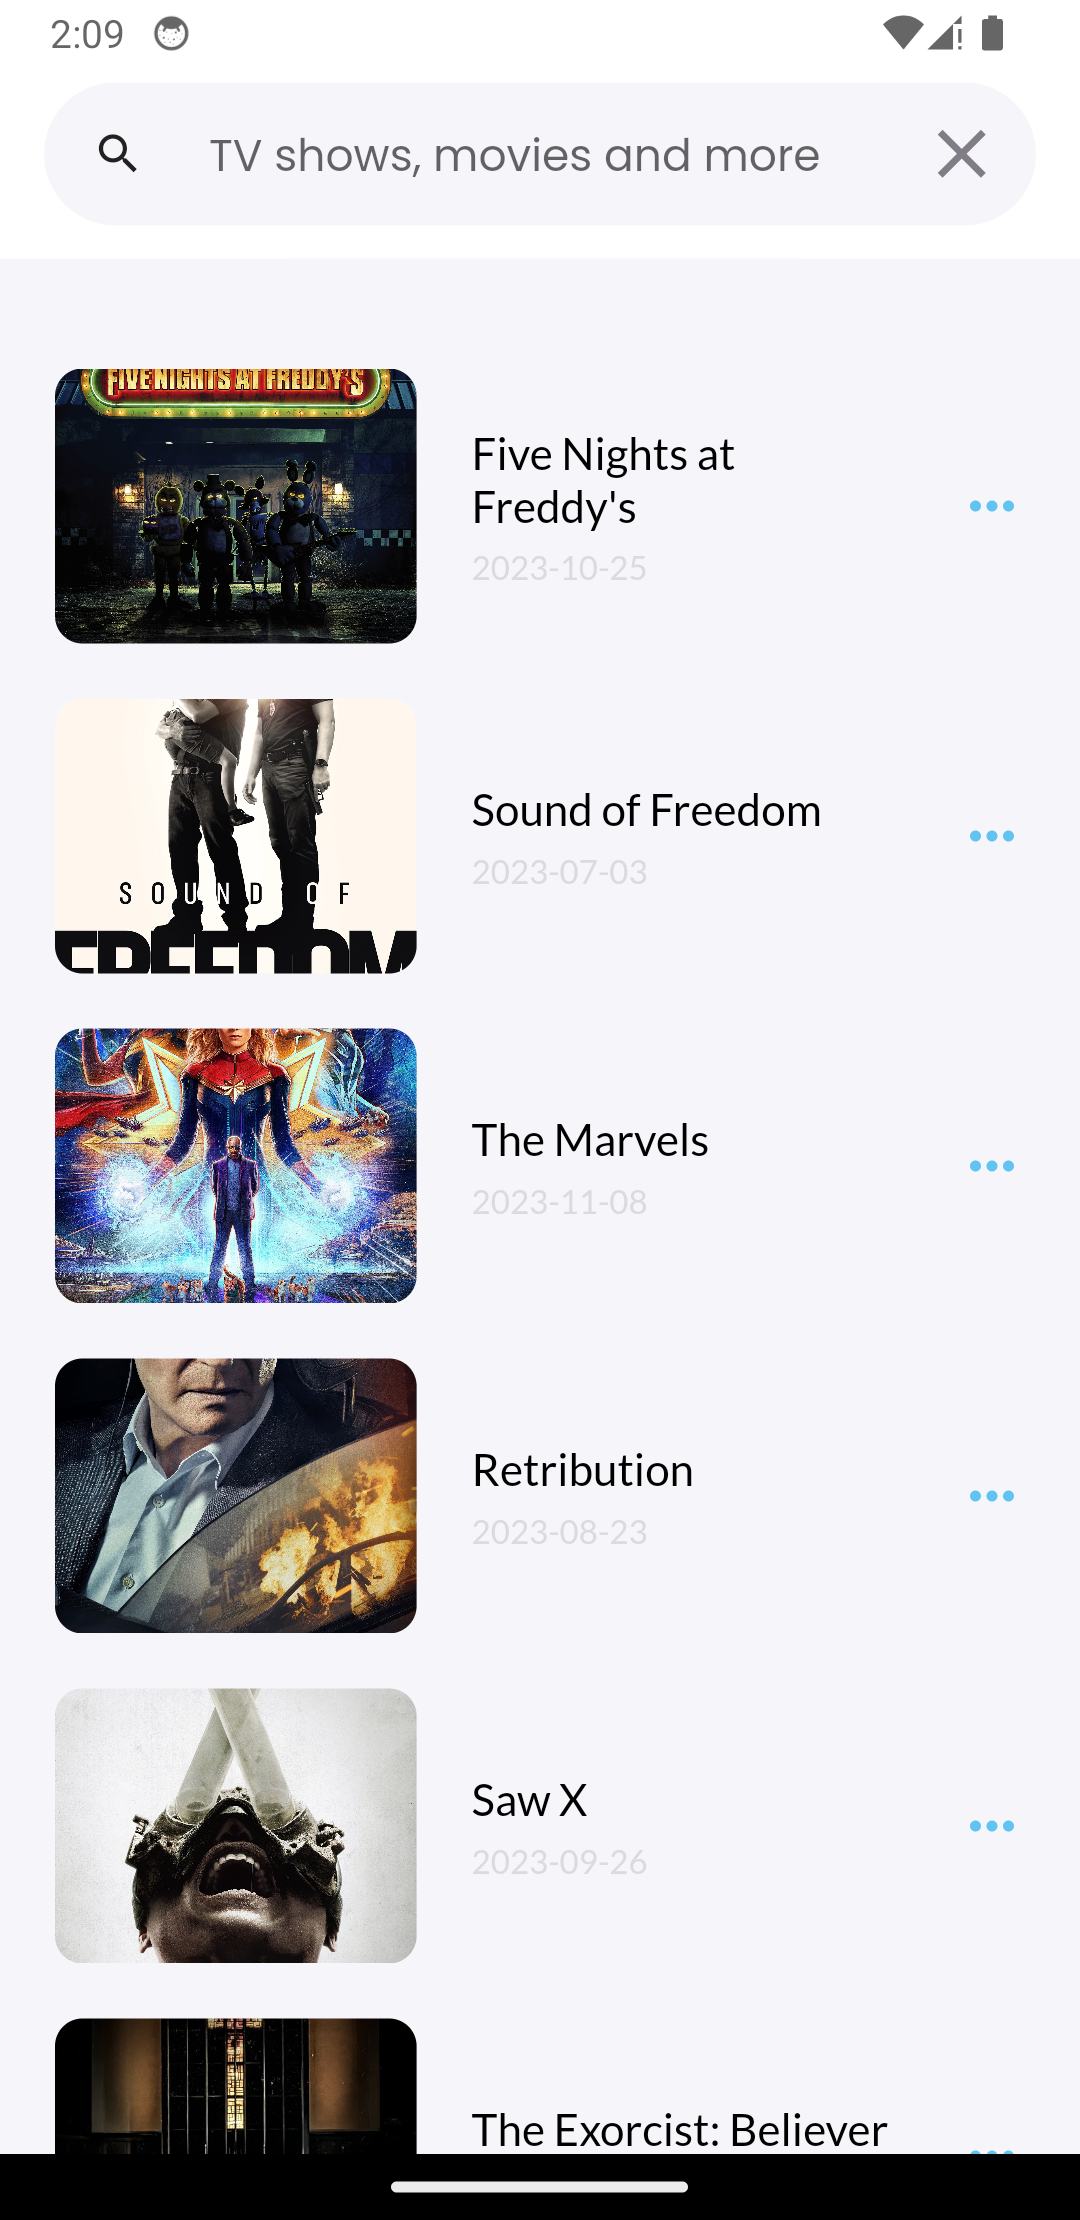 2:09
TV shows, movies and more
FIVE NIGHTS AT FREDDY'S
Five Nights at
Freddy's
2023-10-25
SOUND OF
FREEDOM
Sound of Freedom
2023-07-03
The Marvels
2023-11-08
Retribution
2023-08-23
Saw X
2023-09-26
The Exorcist: Believer